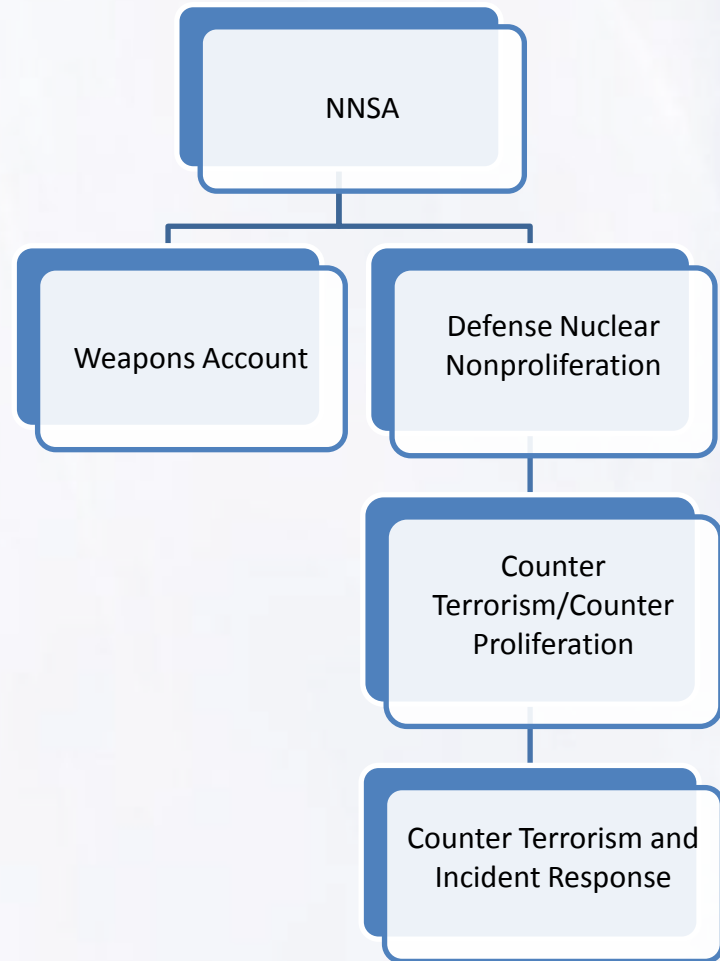 NNSA
Weapons Account
Defense Nuclear
Nonproliferation
Counter
Terrorism/Counter
Proliferation
Counter Terrorism and
Incident Response